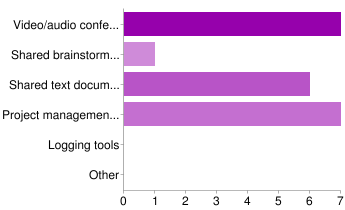 Video/audio confe...
Shared brainstorm...
Shared text docum...
Project managemen...
Logging tools
Other
0 1 2 3 4 5 6 7